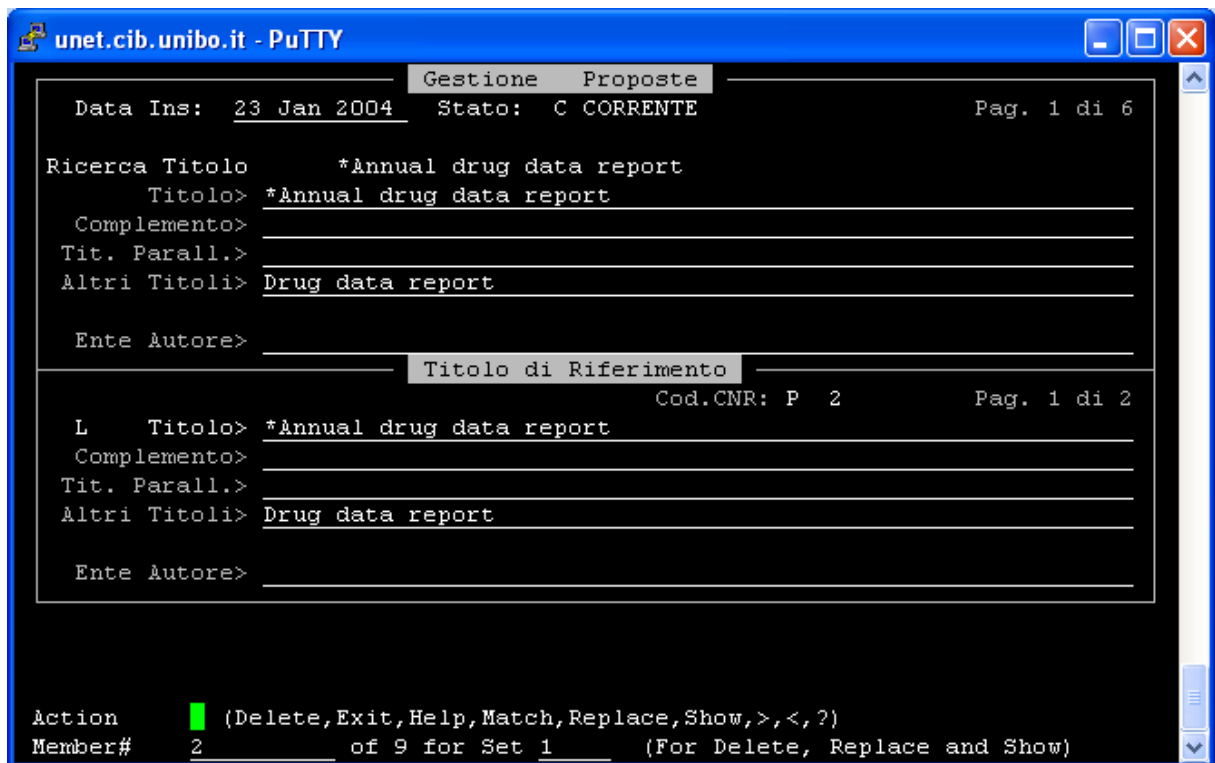 unet.cib.unibo.it - PuTTY
Gestione Proposte
Data Ins: 23 Jan 2004 Stato: C CORRENTE Pag. 1 di 6
Ricerca Titolo *Annual drug data report
Titolo> *Annual drug data report
Complemento>
Tit. Parall.>
Altri Titoli> Drug data report
Ente Autore>
Titolo di Riferimento
Cod.CNR: P 2 Pag. 1 di 2
L Titolo> *Annual drug data report
Complemento>
Tit. Parall.>
Altri Titoli> Drug data report
Ente Autore>
Action (Delete,Exit,Help,Match,Replace,Show,>,<,?)
Member# 2 of 9 for Set 1 (For Delete, Replace and Show)